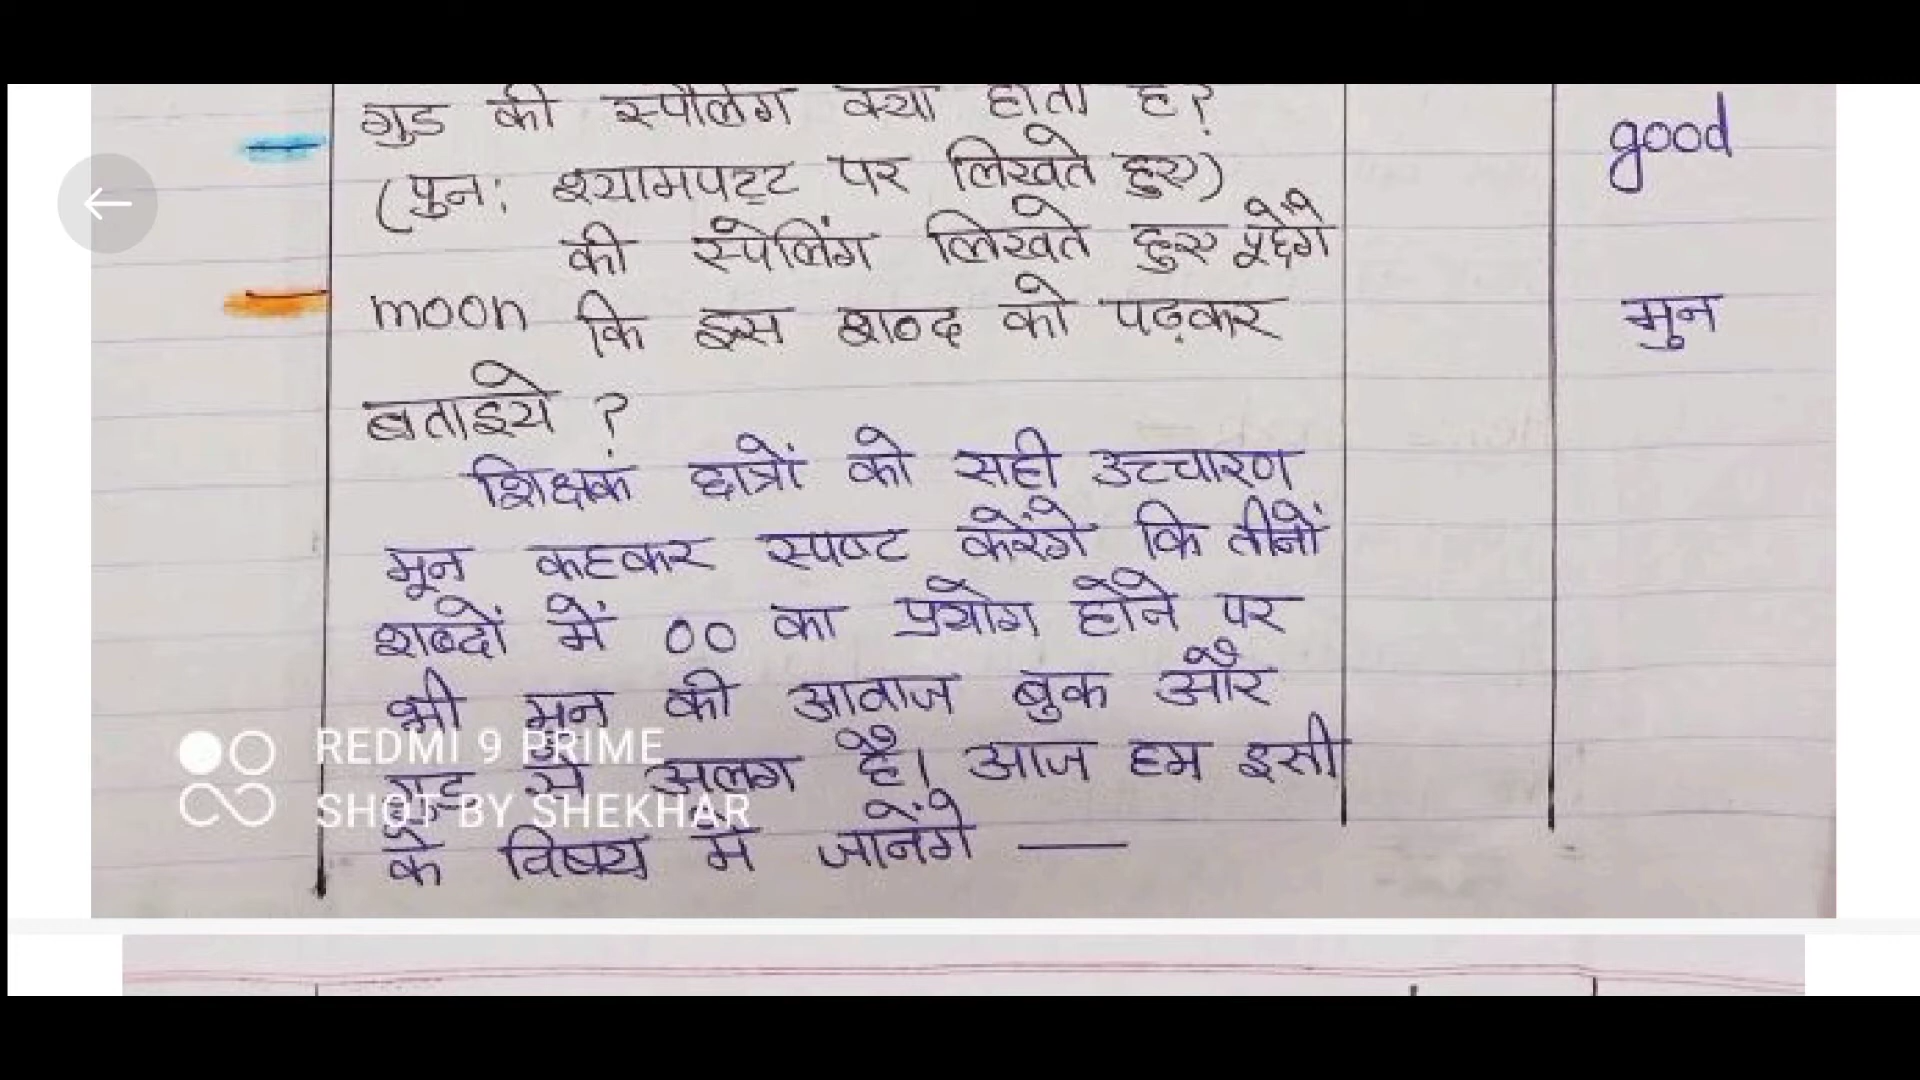 गुड की स्पेलिंग क्या होता है?
good
(पुन: श्यामपट्ट पर लिखते हुए)
की स्पेलिंग लिखते हुए पूछेंगे
moon कि इस शब्द को पढ़कर
मुन
बताइये ?
शिक्षक छात्रों को सही उच्चारण
मून कहकर स्पष्ट करेंगे कि तीनों
शब्दों में oo का प्रयोग होने पर
भी मून की आवाज बुक और
गुड से अलग है। आज हम इसी
के विषय में जानेंगे —
REDMI 9 PRIME
SHOT BY SHEKHAR